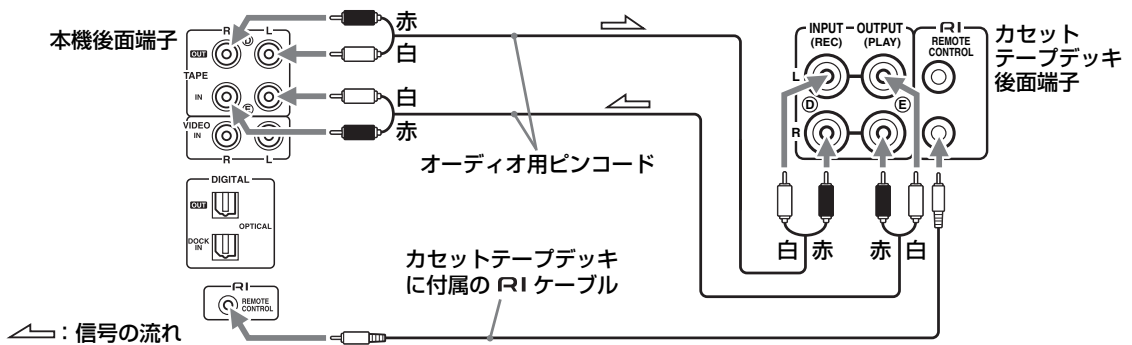 本機後面端子
R
L
赤
OUT
D
白
TAPE
IN
E
白
赤
VIDEO
IN
R
L
オーディオ用ピンコード
DIGITAL
OUT
OPTICAL
DOCK
IN
カセットテープデッキ
に付属の RI ケーブル
RI
REMOTE
CONTROL
：信号の流れ
INPUT
(REC)
OUTPUT
(PLAY)
RI
REMOTE
CONTROL
カセット
テープデッキ
後面端子
L
D
E
R
白
赤
赤
白